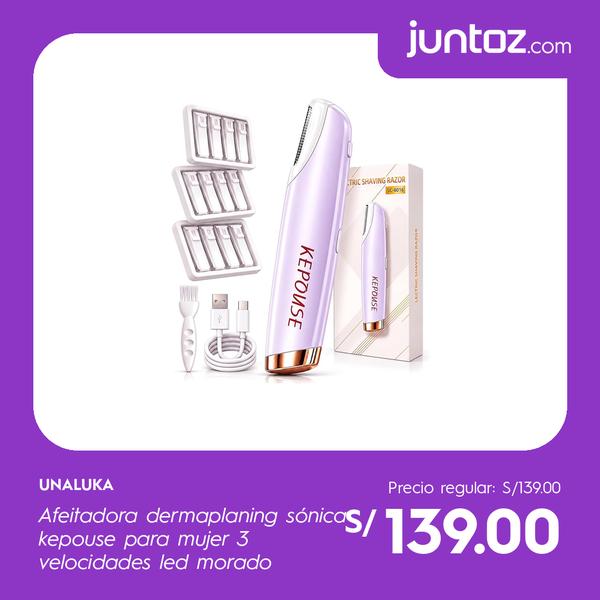 juntoz.com
ELECTRIC SHAVING RAZOR
KEPOUSE
KEPOUSE
UNALUKA
Afeitadora dermaplaning sónica
kepouse para mujer 3
velocidades led morado
Precio regular: S/139.00
S/ 139.00